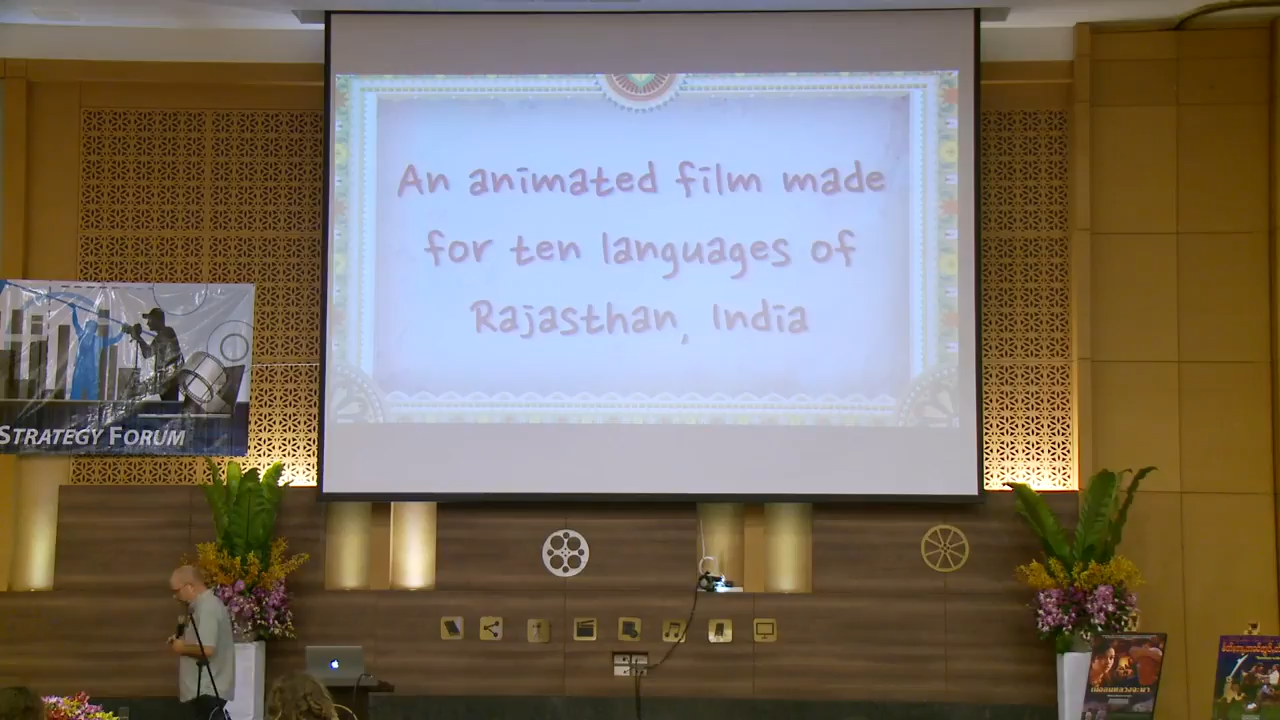 An animated film made
for ten languages of
Rajasthan, India
STRATEGY FORUM